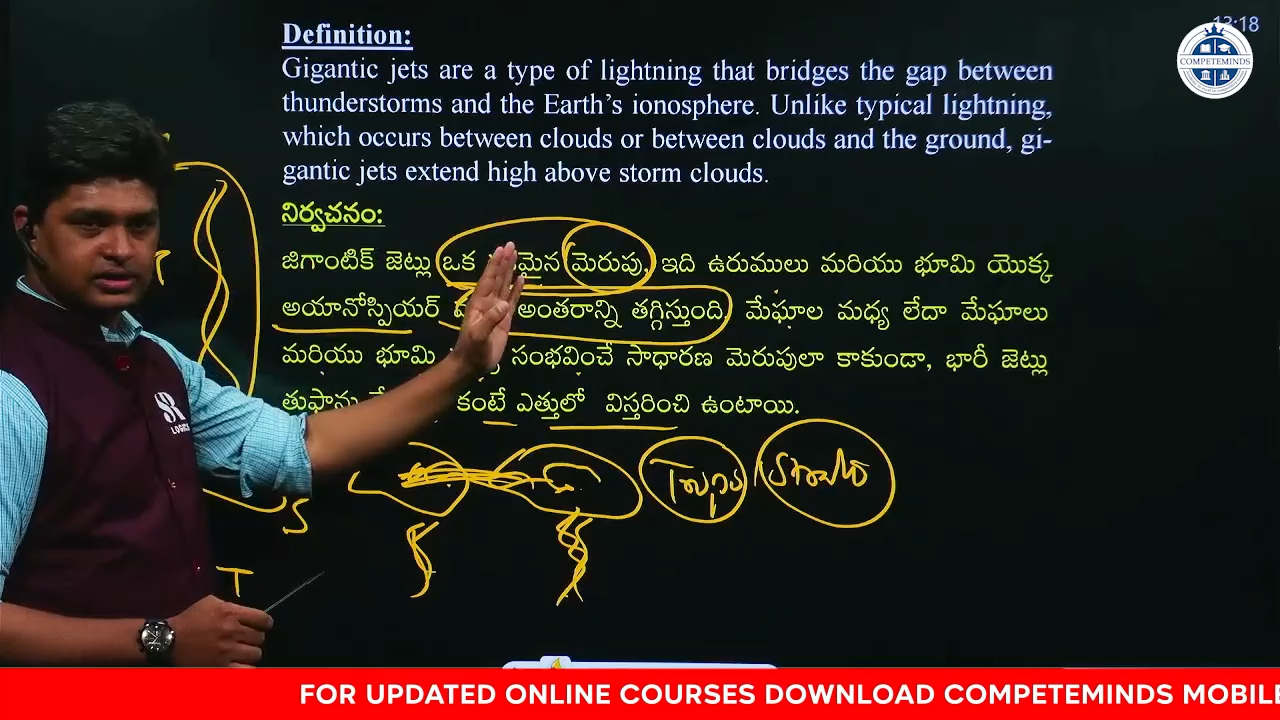 13:18
COMPETEMINDS
Definition:
Gigantic jets are a type of lightning that bridges the gap between
thunderstorms and the Earth's ionosphere. Unlike typical lightning,
which occurs between clouds or between clouds and the ground, gi-
gantic jets extend high above storm clouds.
నిర్వచనం:
జిగాంటిక్ జెట్లు ఒక మెరుపు, ఇది ఉరుములు మరియు భూమి యొక్క
అయానోస్పియర్ అంతరాన్ని తగ్గిస్తుంది. మేఘాల మధ్య లేదా మేఘాలు
మరియు భూమి సంభవించే సాధారణ మెరుపులా కాకుండా, భారీ జెట్లు
తుఫాను కంటే ఎత్తులో విస్తరించి ఉంటాయి.
S
T
SR
FOR UPDATED ONLINE COURSES DOWNLOAD COMPETEMINDS MOBILE